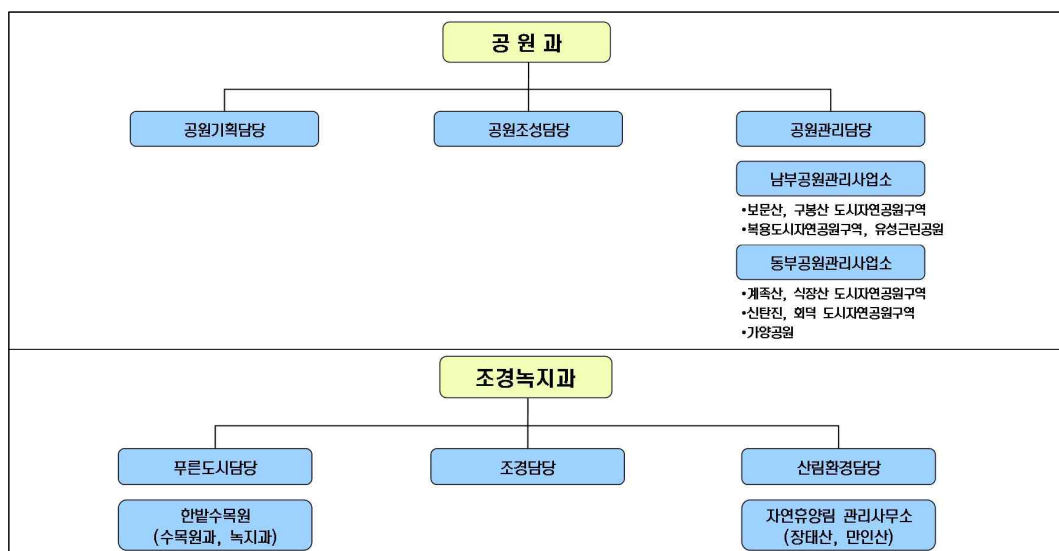 공 원 과
공원기획담당
공원조성담당
공원관리담당
남부공원관리사업소
•보문산, 구봉산 도시자연공원구역
•복용도시자연공원구역, 유성근린공원
동부공원관리사업소
•계족산, 식장산 도시자연공원구역
•신탄진, 회덕 도시자연공원구역
•가양공원
조경녹지과
푸른도시담당
조경담당
산림환경담당
한밭수목원
(수목원과, 녹지과)
자연휴양림 관리사무소
(장태산, 만인산)